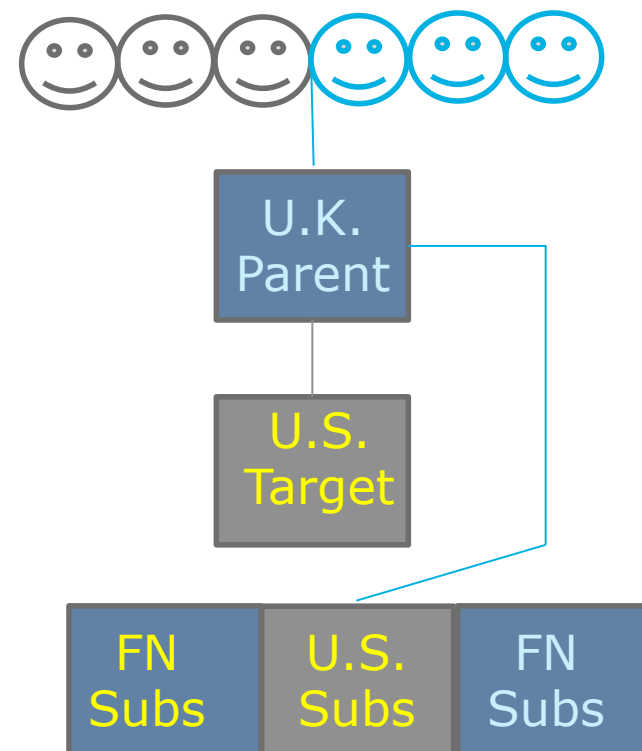 U.K.
Parent
U.S.
Target
FN
Subs
U.S.
Subs
FN
Subs